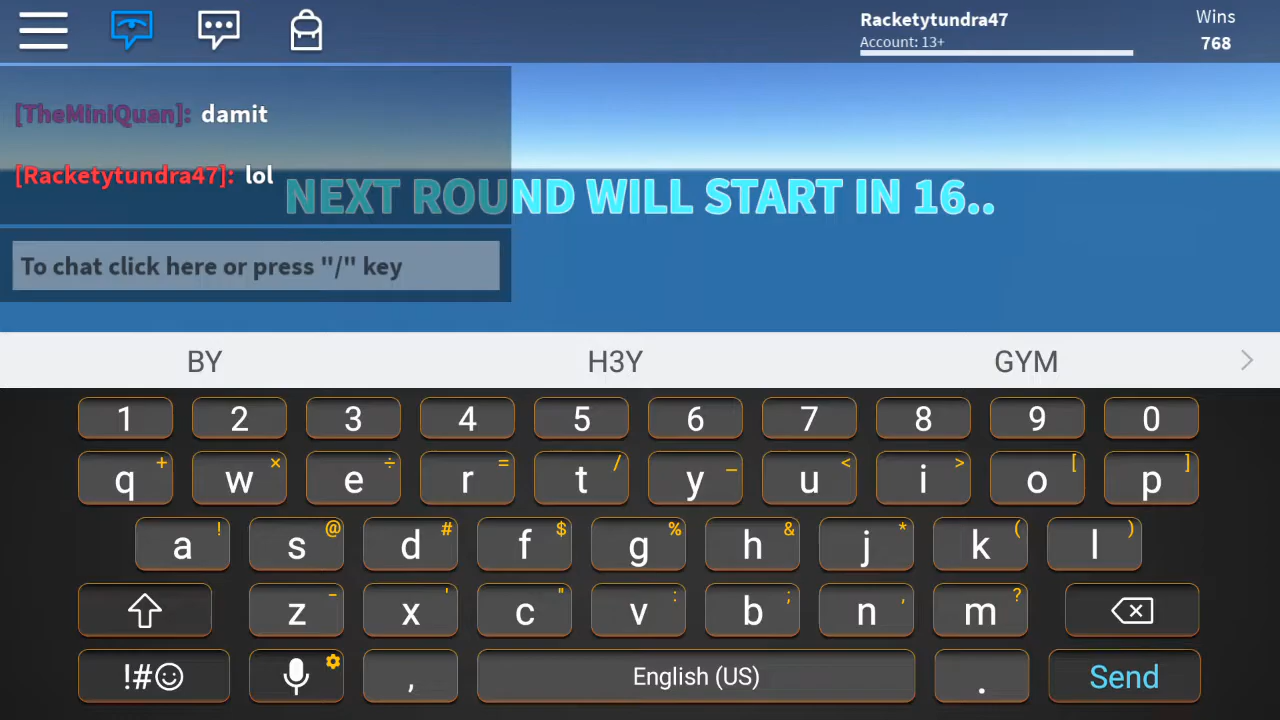 Racketytundra47
Account: 13+
Wins
768
[TheMiniQuan]: damit
[Racketytundra47]: lol
NEXT ROUND WILL START IN 16..
To chat click here or press "/" key
BY H3Y GYM
1 2 3 4 5 6 7 8 9 0
q + w × e ÷ r = t / y _ u < i > o [ p ]
a ! s @ d # f $ g % h & j * k ( l )
z - x ' c " v : b ; n , m ?
!#☺ , English (US) . Send